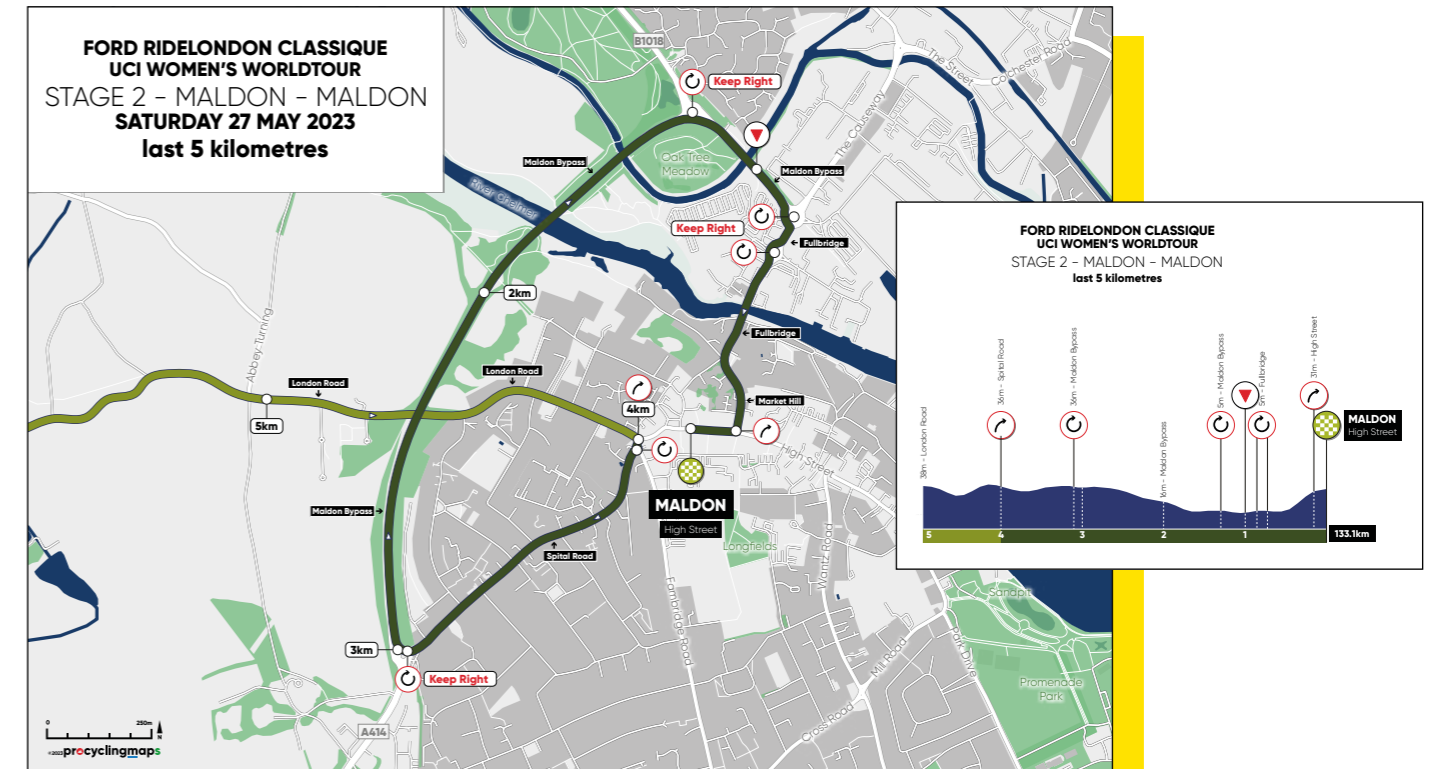 FORD RIDELONDON CLASSIQUE
UCI WOMEN'S WORLDTOUR
STAGE 2 - MALDON - MALDON
SATURDAY 27 MAY 2023
last 5 kilometres
B1018
Keep Right
The Street
Colchester Road
The Causeway
Maldon Bypass
Oak Tree
Meadow
Maldon Bypass
River Chelmer
Keep Right
Fullbridge
2km
Abbey Turning
Fullbridge
London Road
London Road
5km
4km
Market Hill
High Street
MALDON
High Street
Maldon Bypass
Spital Road
Longfields
Wantz Road
Fambridge Road
3km
Keep Right
A414
Mill Road
Cross Road
Park Drive
Sandpit
Promenade
Park
0
250m
N
©2023 procyclingmaps
FORD RIDELONDON CLASSIQUE
UCI WOMEN'S WORLDTOUR
STAGE 2 - MALDON - MALDON
last 5 kilometres
38m - London Road
36m - Spital Road
36m - Maldon Bypass
16m - Maldon Bypass
5m - Maldon Bypass
5m - Fullbridge
31m - High Street
MALDON
High Street
5
4
3
2
1
133.1km